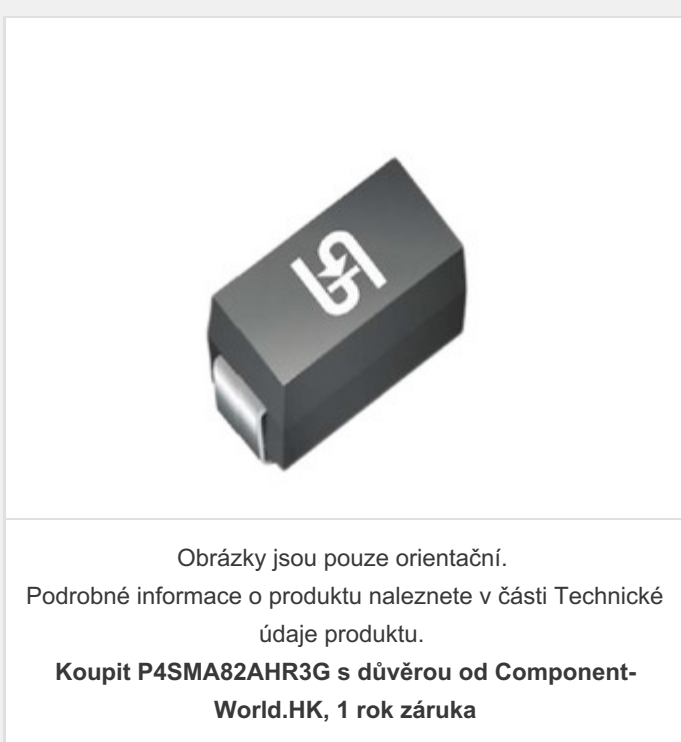 Obrázky jsou pouze orientační.
Podrobné informace o produktu naleznete v části Technické
údaje produktu.
Koupit P4SMA82AHR3G s důvěrou od Component-
World.HK, 1 rok záruka